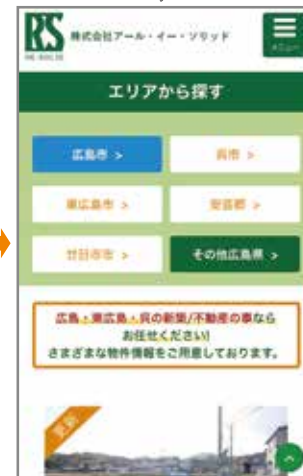 RS
株式会社アール・イー・ソリッド
メニュー
エリアから探す
広島市 >
呉市 >
東広島市 >
安芸郡 >
廿日市市 >
その他広島県 >
広島・東広島・呉の新築/不動産の事なら
お任せください!
さまざまな物件情報をご用意しております。
更新